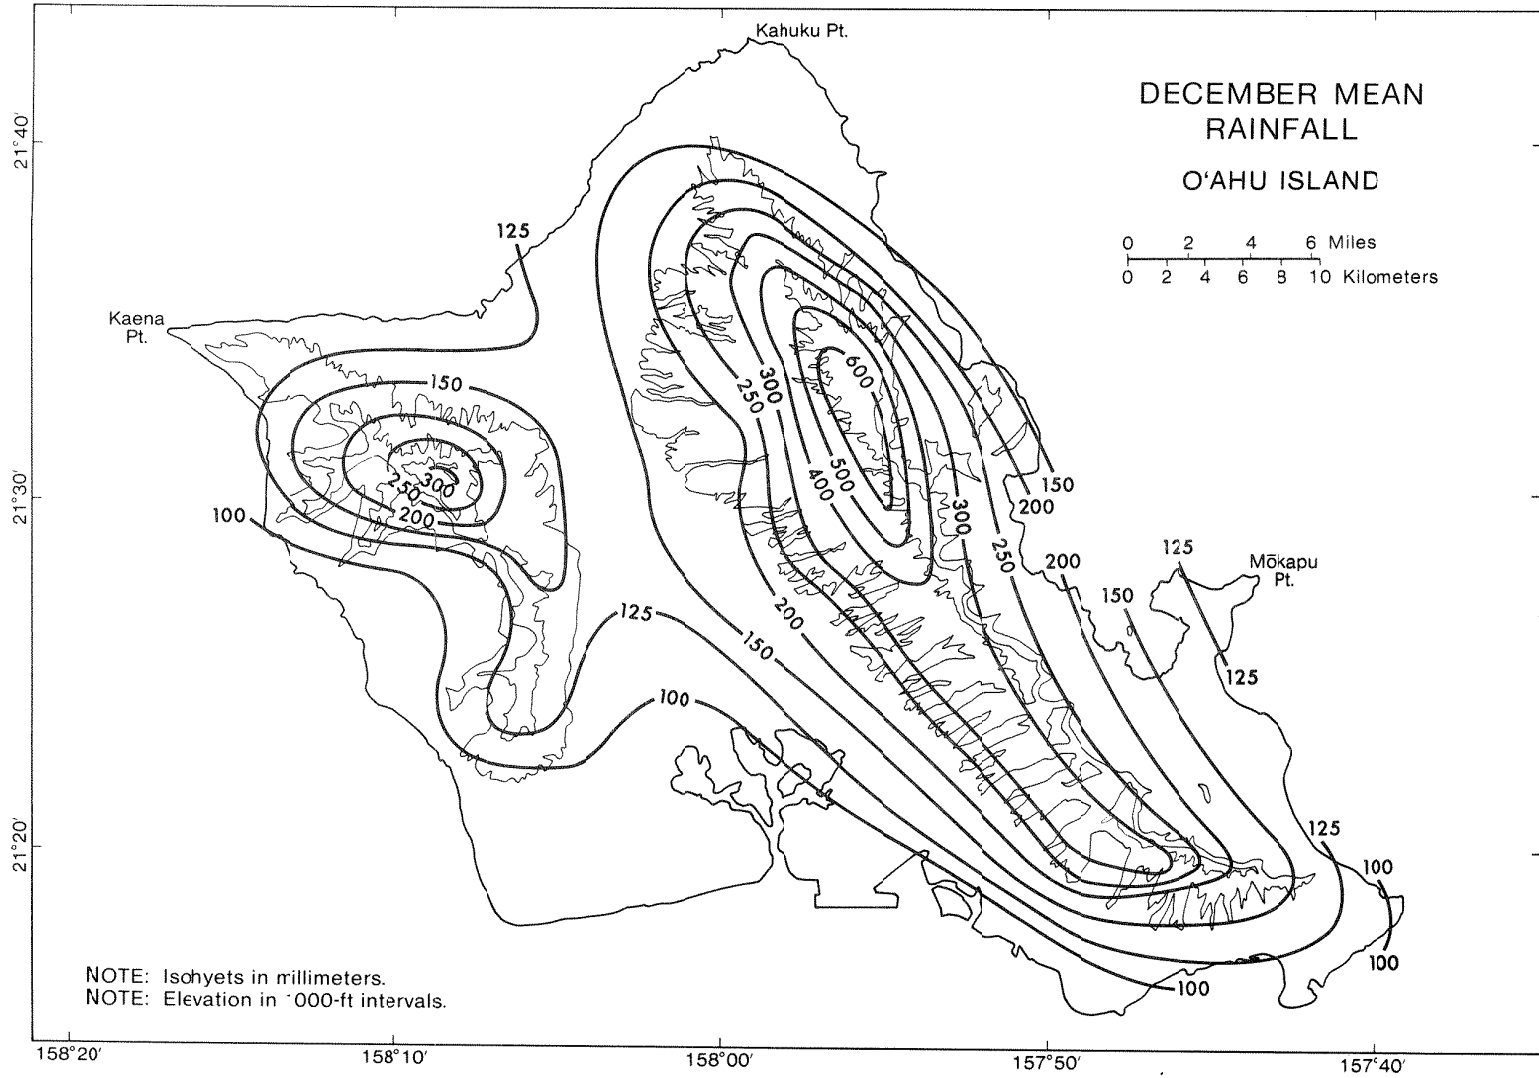 Kahuku Pt.
DECEMBER MEAN
RAINFALL
O'AHU ISLAND
0 2 4 6 Miles
0 2 4 6 8 10 Kilometers
21°40'
125
Kaena
Pt.
150
600
300
250
300
250
200
500
400
150
200
21°30'
100
300
250
200
125
Mōkapu
Pt.
150
125
200
125
150
100
21°20'
125
100
100
100
NOTE: Isohyets in millimeters.
NOTE: Elevation in 1000-ft intervals.
158°20'
158°10'
158°00'
157°50'
157°40'